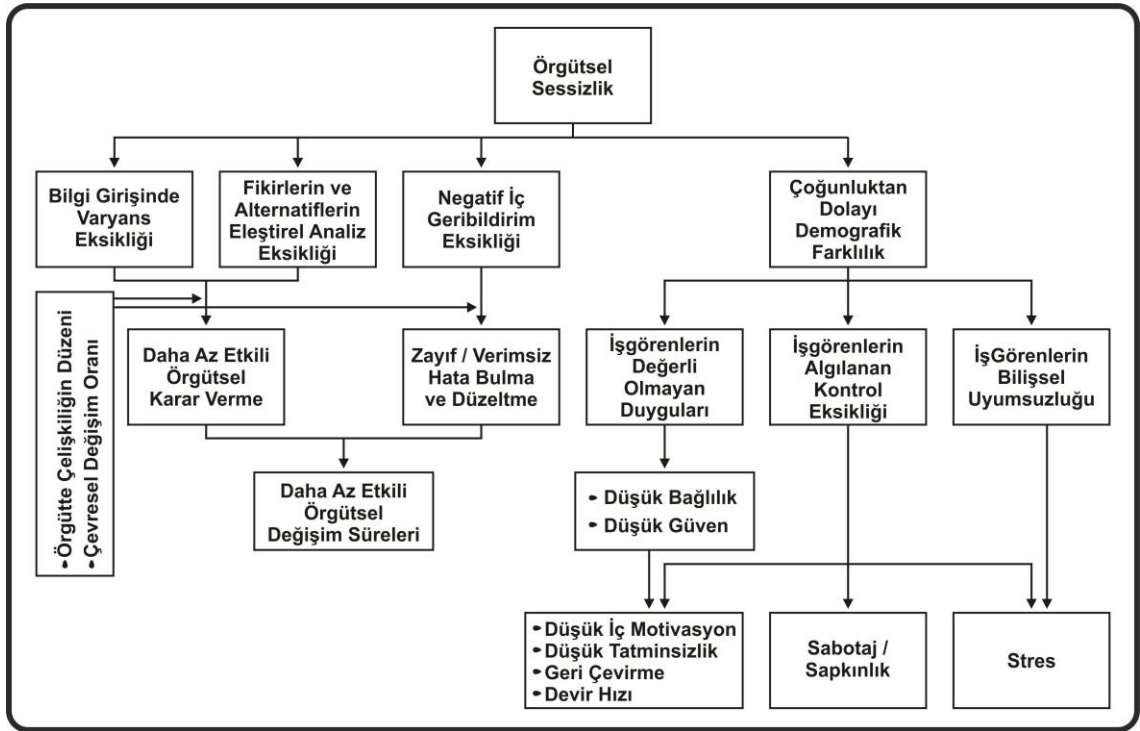 Örgütsel
Sessizlik
Bilgi Girişinde
Varyans
Eksikliği
Fikirlerin ve
Alternatiflerin
Eleştirel Analiz
Eksikliği
Negatif İç
Geribildirim
Eksikliği
Çoğunluktan
Dolayı
Demografik
Farklılık
• Örgütte Çelişkiliğin Düzeni
• Çevresel Değişim Oranı
Daha Az Etkili
Örgütsel
Karar Verme
Zayıf / Verimsiz
Hata Bulma
ve Düzeltme
İşgörenlerin
Değerli
Olmayan
Duyguları
İşgörenlerin
Algılanan
Kontrol
Eksikliği
İşGörenlerin
Bilişsel
Uyumsuzluğu
Daha Az Etkili
Örgütsel
Değişim Süreleri
• Düşük Bağlılık
• Düşük Güven
• Düşük İç Motivasyon
• Düşük Tatminsizlik
• Geri Çevirme
• Devir Hızı
Sabotaj /
Sapkınlık
Stres